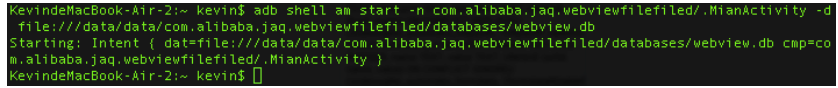 KevindeMacBook-Air-2:~ kevin$ adb shell am start -n com.alibaba.jaq.webviewfilefiled/.MianActivity -d
 file:///data/data/com.alibaba.jaq.webviewfilefiled/databases/webview.db
Starting: Intent { dat=file:///data/data/com.alibaba.jaq.webviewfilefiled/databases/webview.db cmp=co
m.alibaba.jaq.webviewfilefiled/.MianActivity }
KevindeMacBook-Air-2:~ kevin$